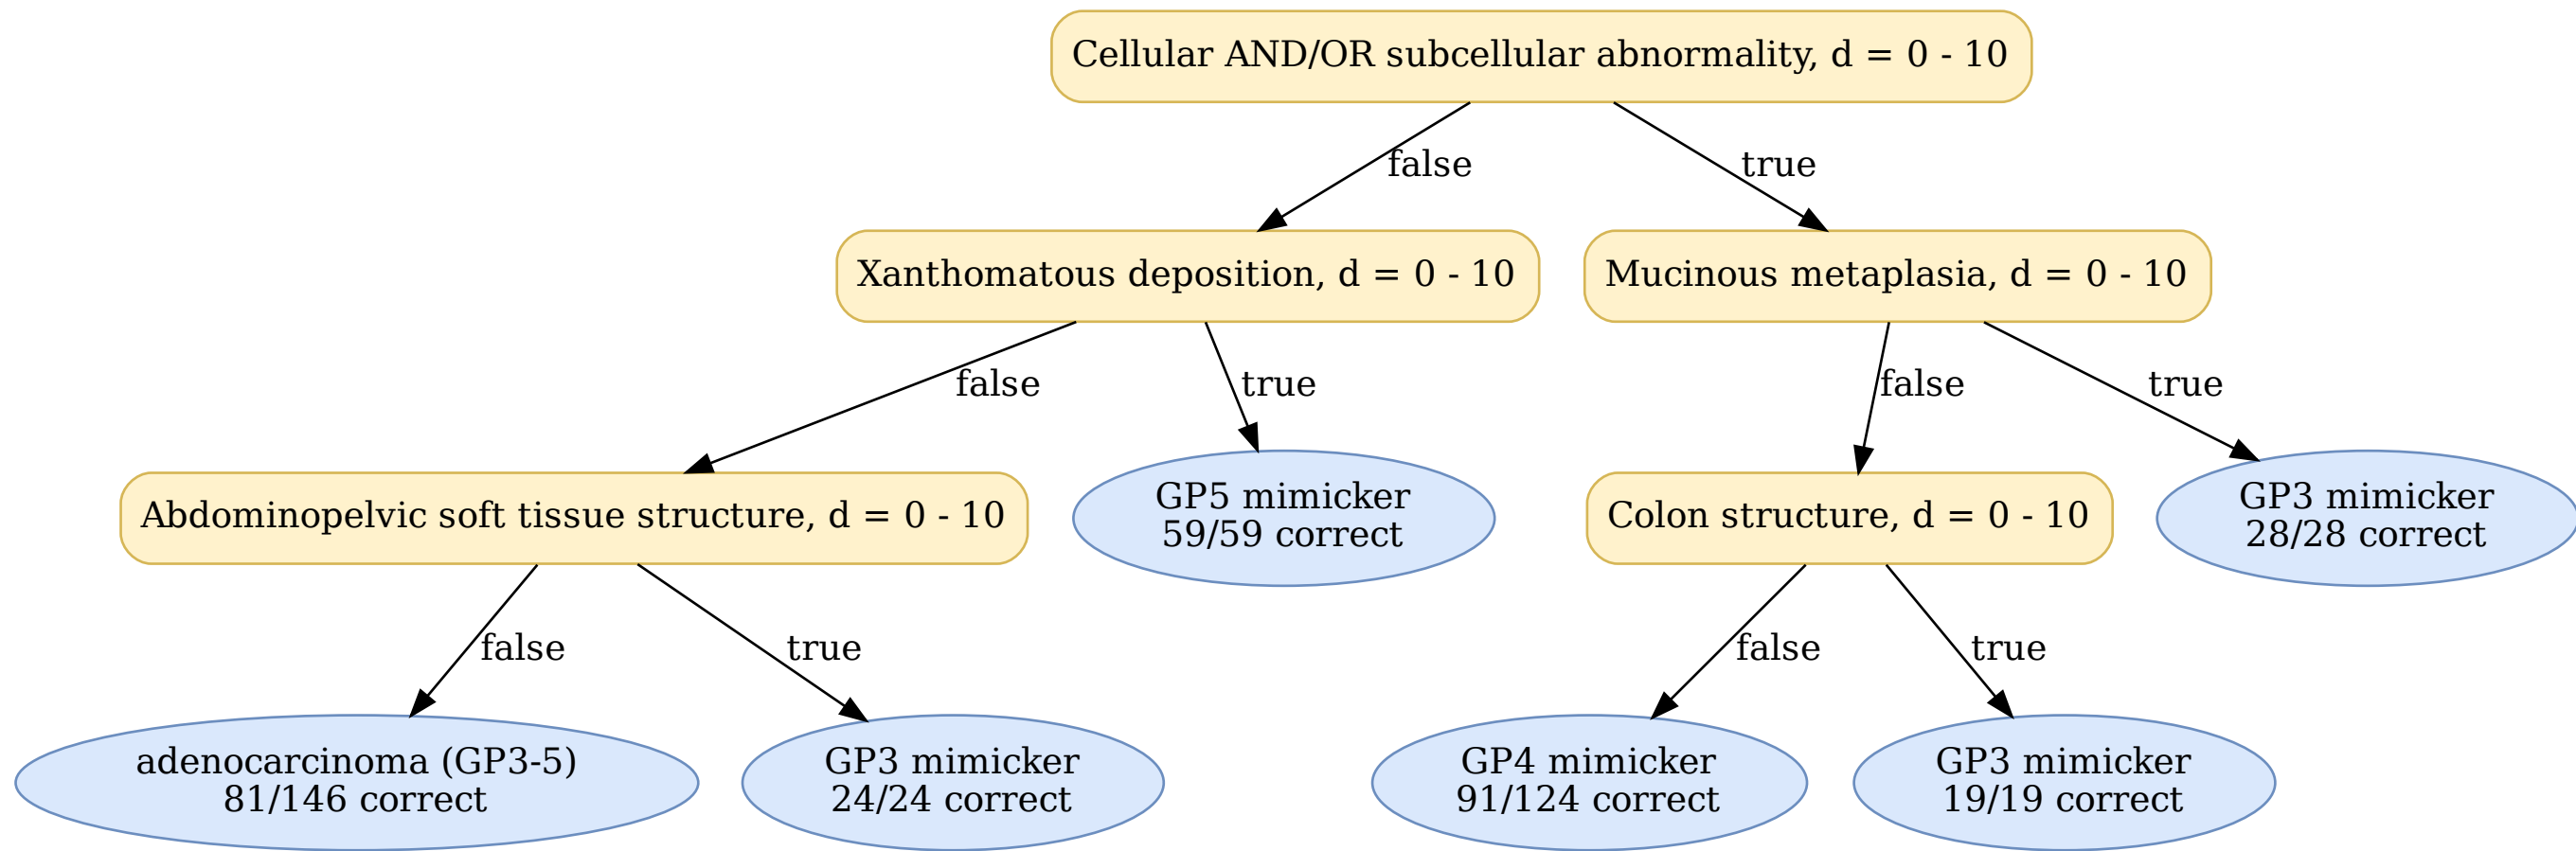 Cellular AND/OR subcellular abnormality, d = 0 - 10
false
true
Xanthomatous deposition, d = 0 - 10
Mucinous metaplasia, d = 0 - 10
false
true
false
true
Abdominopelvic soft tissue structure, d = 0 - 10
GP5 mimicker
59/59 correct
Colon structure, d = 0 - 10
GP3 mimicker
28/28 correct
false
true
false
true
adenocarcinoma (GP3-5)
81/146 correct
GP3 mimicker
24/24 correct
GP4 mimicker
91/124 correct
GP3 mimicker
19/19 correct